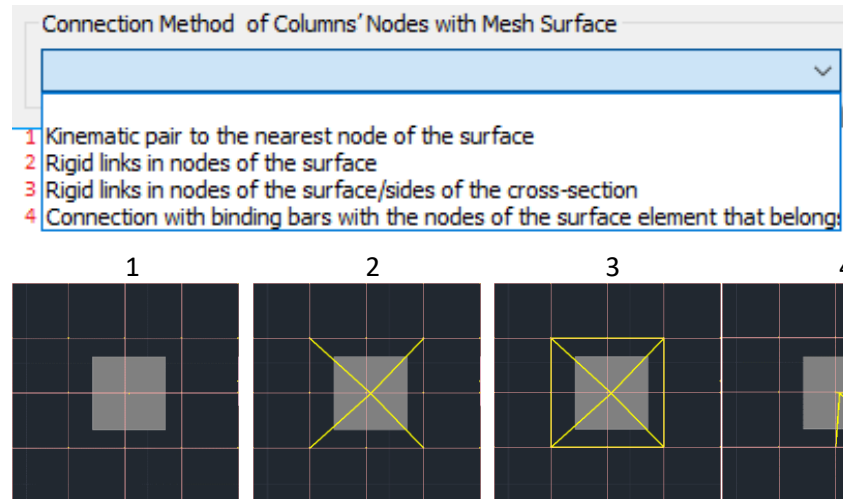 Connection Method of Columns' Nodes with Mesh Surface
1 Kinematic pair to the nearest node of the surface
2 Rigid links in nodes of the surface
3 Rigid links in nodes of the surface/sides of the cross-section
4 Connection with binding bars with the nodes of the surface element that belongs
1 2 3 4